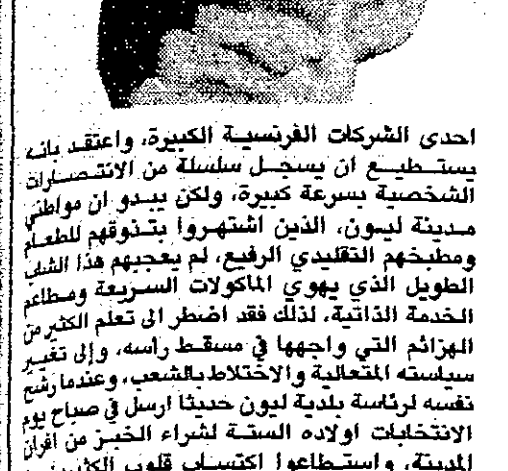 احدى الشركات الفرنسية الكبيرة، واعتقد بانه
يستطيع ان يسجل سلسلة من الانتصارات
الشخصية بسرعة كبيرة، ولكن يبدو ان مواطني
مدينة ليون، الذين اشتهروا بتذوقهم للطعام
ومطبخهم التقليدي الرفيع، لم يعجبهم هذا الشاب
الطويل الذي يهوي الماكولات السريعة ومطاعم
الخدمة الذاتية، لذلك فقد اضطر الى تعلم الكثير من
الهزائم التي واجهها في مسقط راسه، وإلى تغيير
سياسته المتعالية والاختلاط بالشعب، وعندما رشح
نفسه لرئاسة بلدية ليون حديثا ارسل في صباح يوم
الانتخابات اولاده الستة لشراء الخبز من افران
المدينة، واستطاعوا اكتساب قلوب